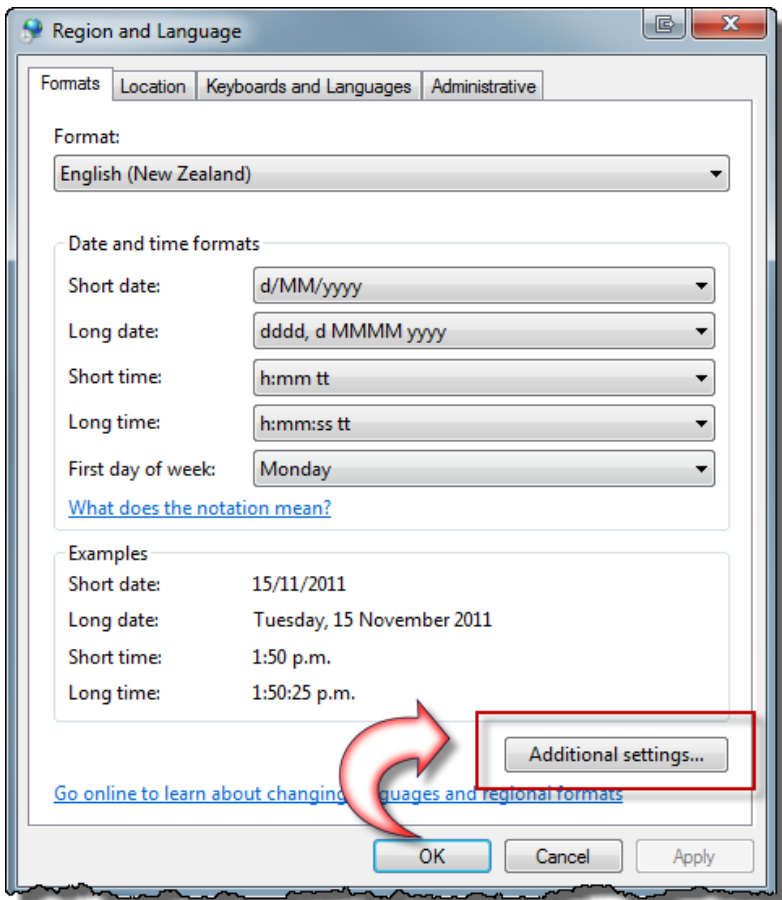 Region and Language
Formats Location Keyboards and Languages Administrative
Format:
English (New Zealand)
Date and time formats
Short date: d/MM/yyyy
Long date: dddd, d MMMM yyyy
Short time: h:mm tt
Long time: h:mm:ss tt
First day of week: Monday
What does the notation mean?
Examples
Short date: 15/11/2011
Long date: Tuesday, 15 November 2011
Short time: 1:50 p.m.
Long time: 1:50:25 p.m.
Additional settings...
Go online to learn about changing languages and regional formats
OK Cancel Apply